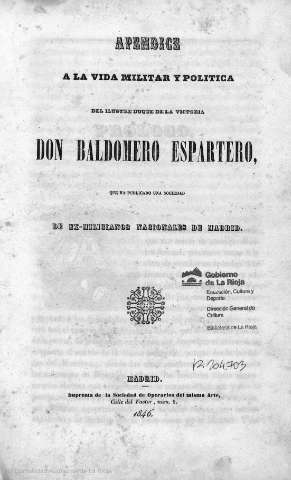 APENDICE
A LA VIDA MILITAR Y POLITICA
DEL ILUSTRE DUQUE DE LA VICTORIA
DON BALDOMERO ESPARTERO,
QUE HA PUBLICADO UNA SOCIEDAD
DE EX-MILICIANOS NACIONALES DE MADRID.
Gobierno
de La Rioja
Educación, Cultura y
Deporte
Dirección General de
Cultura
Biblioteca de La Rioja
R.204703
MADRID.
Imprenta de la Sociedad de Operarios del mismo Arte,
Calle del Factor, núm. 9.
1846.